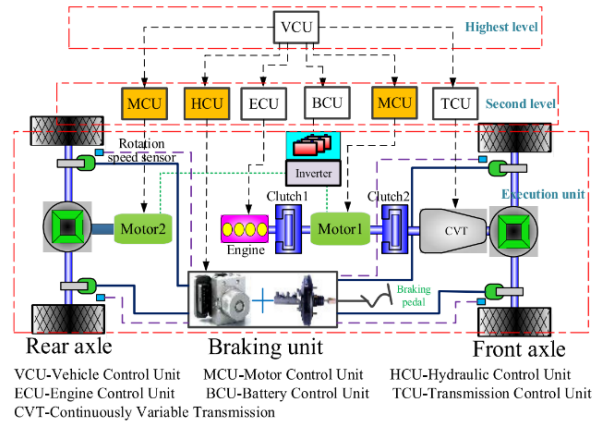 VCU
Highest level
MCU
HCU
ECU
BCU
MCU
TCU
Second level
Rotation
speed sensor
Inverter
Execution unit
Clutch1
Clutch2
Motor2
Engine
Motor1
CVT
Braking
pedal
Rear axle
Braking unit
Front axle
VCU-Vehicle Control Unit
MCU-Motor Control Unit
HCU-Hydraulic Control Unit
ECU-Engine Control Unit
BCU-Battery Control Unit
TCU-Transmission Control Unit
CVT-Continuously Variable Transmission